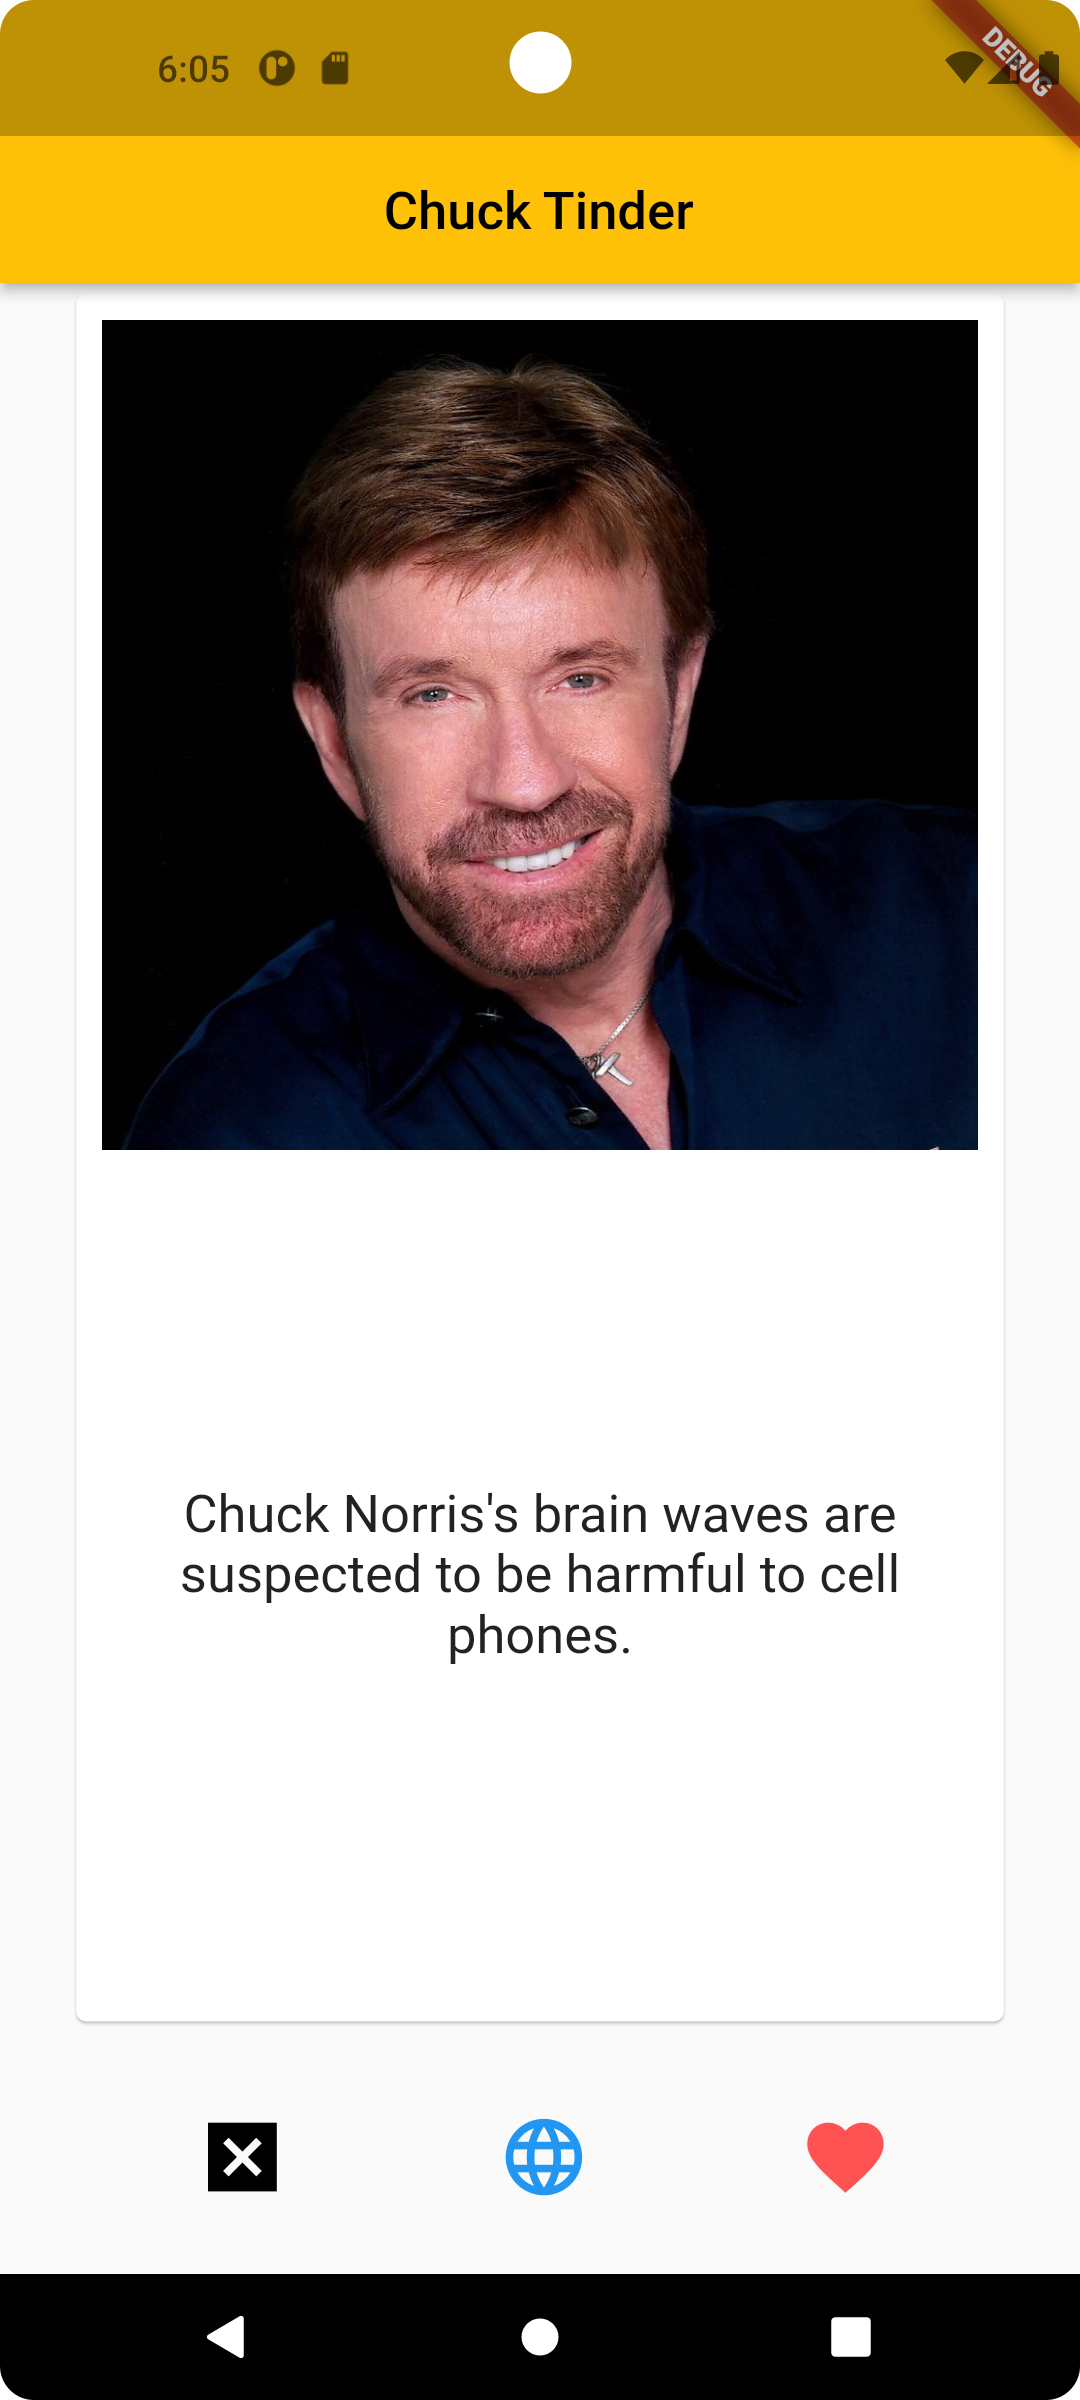 6:05
DEBUG
Chuck Tinder
Chuck Norris's brain waves are
suspected to be harmful to cell
phones.